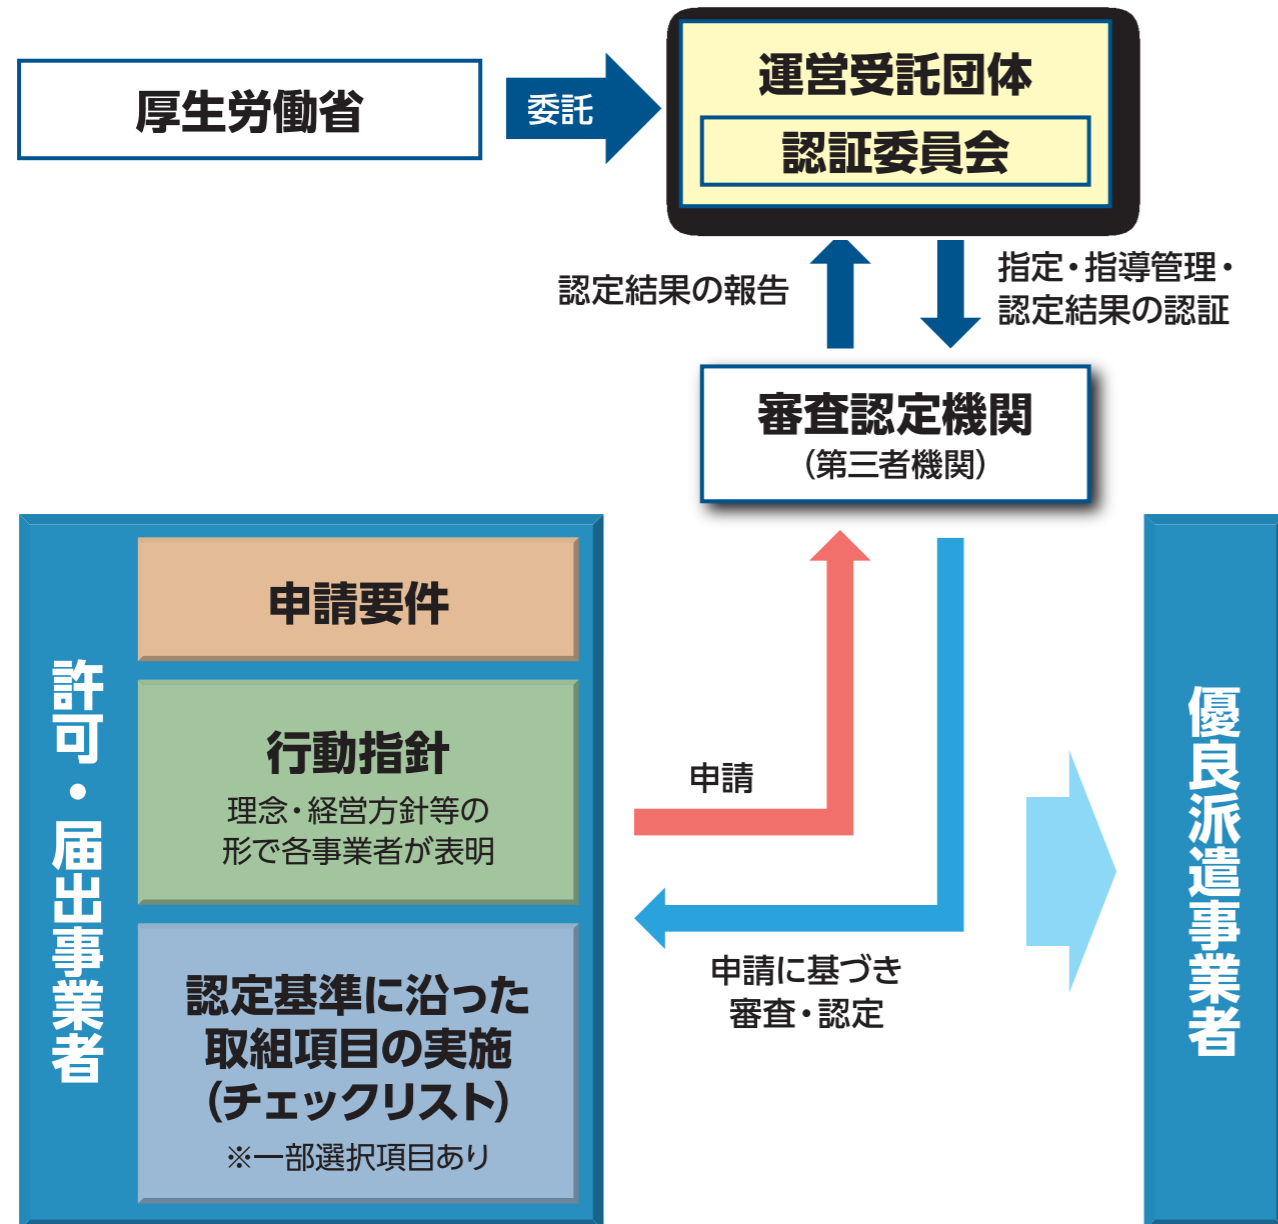 厚生労働省
委託
運営受託団体
認証委員会
認定結果の報告
指定・指導管理・
認定結果の認証
審査認定機関
(第三者機関)
許可・届出事業者
申請要件
行動指針
理念・経営方針等の
形で各事業者が表明
認定基準に沿った
取組項目の実施
(チェックリスト)
※一部選択項目あり
申請
申請に基づき
審査・認定
優良派遣事業者